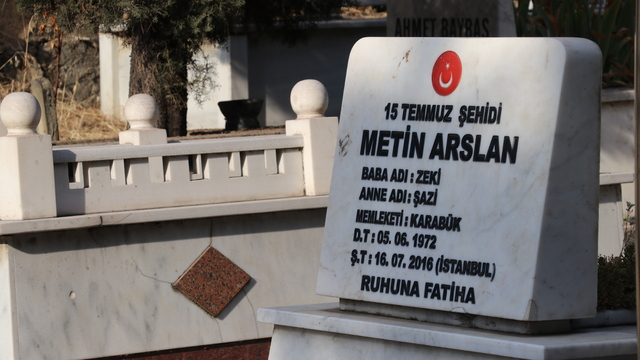 AHMET BAYBAŞ
15 TEMMUZ ŞEHİDİ
METİN ARSLAN
BABA ADI : ZEKİ
ANNE ADI : ŞAZİ
MEMLEKETİ : KARABÜK
D.T : 05. 06. 1972
Ş.T : 16. 07. 2016 (İSTANBUL)
RUHUNA FATİHA